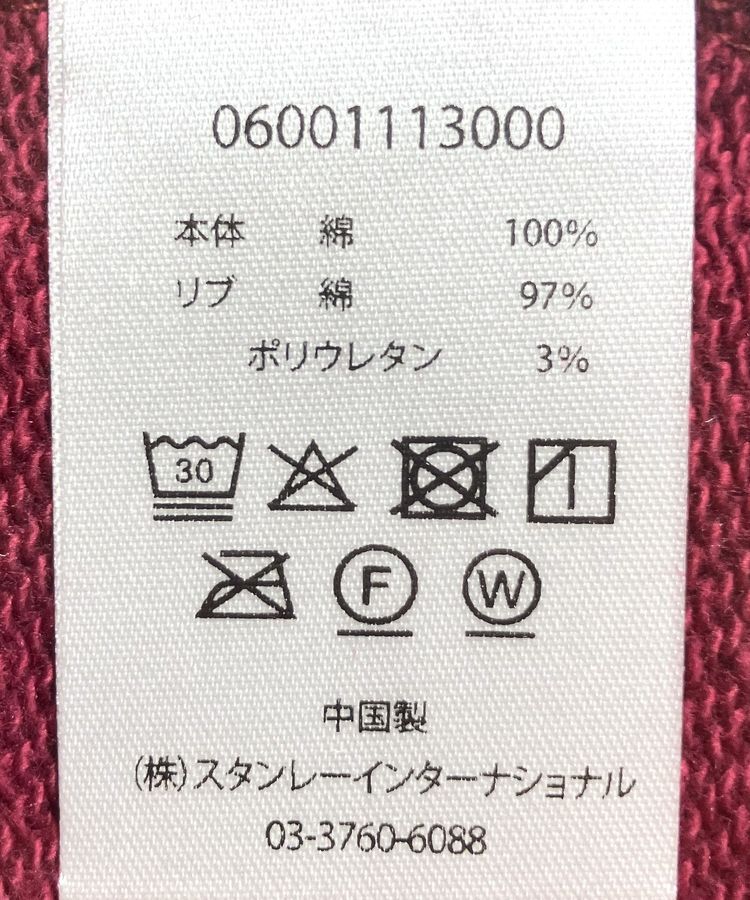 06001113000
本体 綿 100%
リブ 綿 97%
ポリウレタン 3%
30
F W
中国製
(株)スタンレーインターナショナル
03-3760-6088